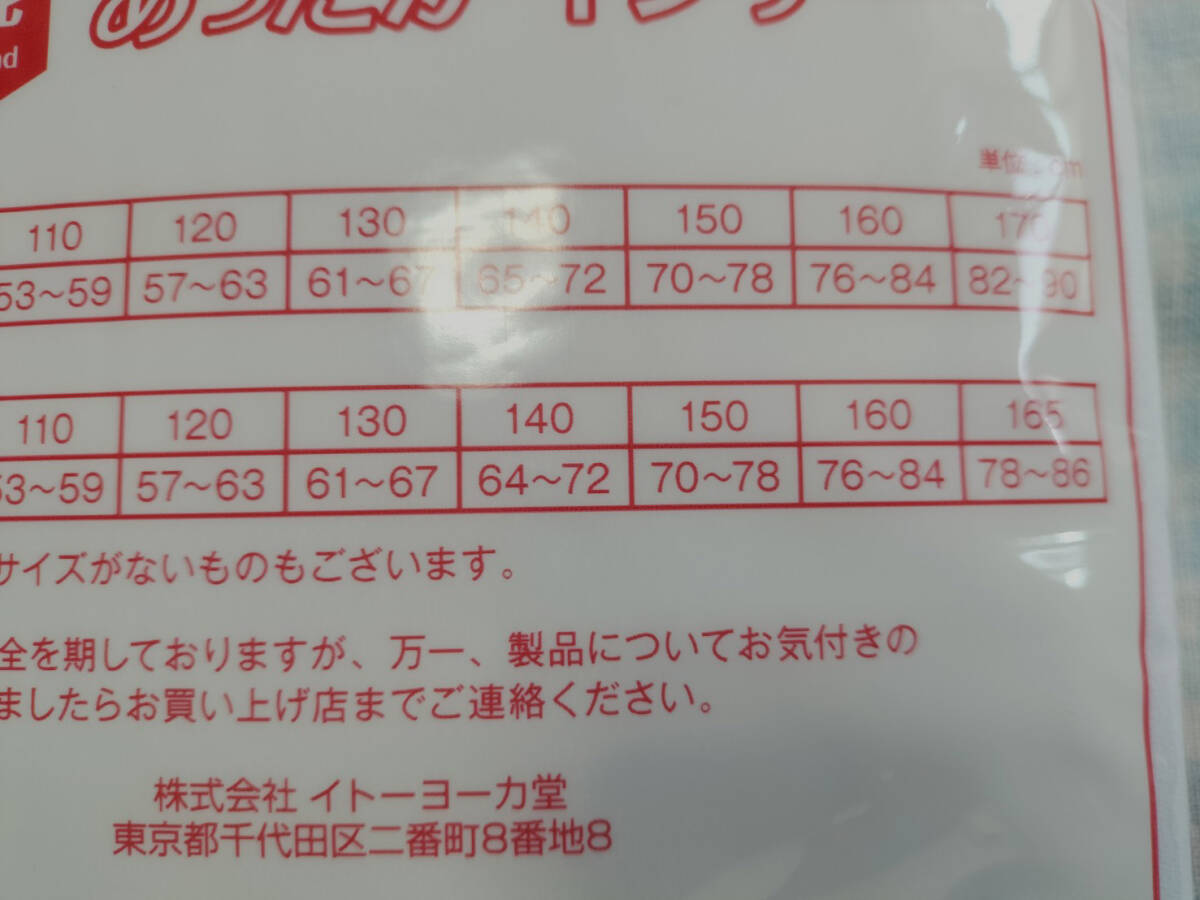 nd
単位:cm
110 120 130 140 150 160 170
53～59 57～63 61～67 65～72 70～78 76～84 82～90
110 120 130 140 150 160 165
53～59 57～63 61～67 64～72 70～78 76～84 78～86
サイズがないものもございます。
全を期しておりますが、万一、製品についてお気付きの
ましたらお買い上げ店までご連絡ください。
株式会社 イトーヨーカ堂
東京都千代田区二番町8番地8